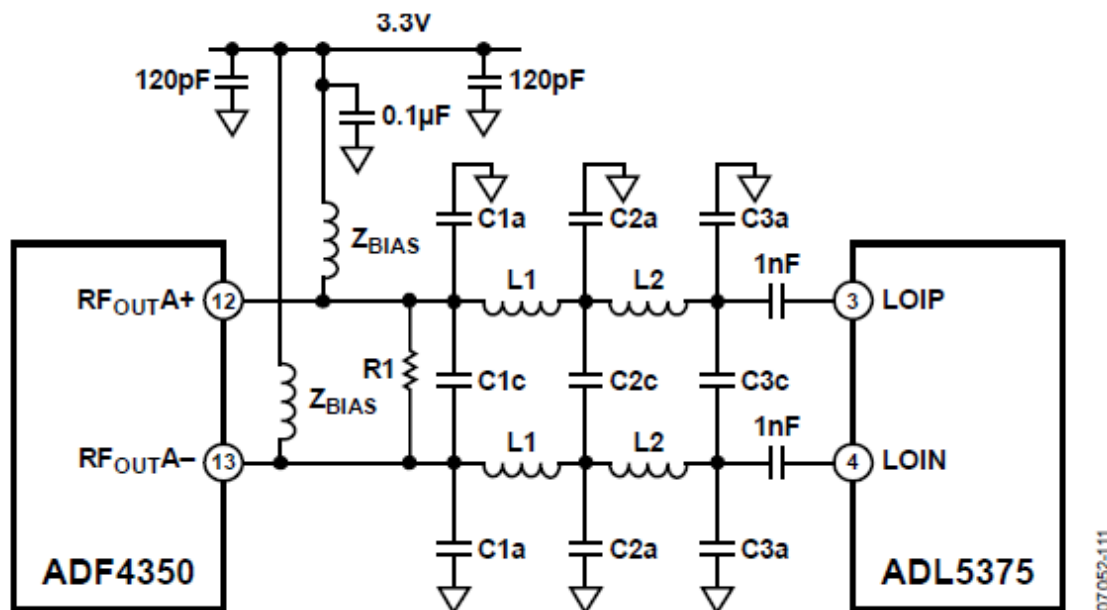 3.3V
120pF
120pF
0.1µF
C1a
C2a
C3a
ZBIAS
1nF
L1
L2
RFOUTA+
12
3
LOIP
R1
C1c
C2c
C3c
ZBIAS
1nF
L1
L2
RFOUTA–
13
4
LOIN
C1a
C2a
C3a
ADF4350
ADL5375
07052-111